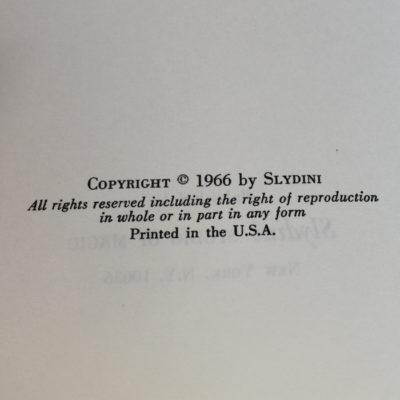 COPYRIGHT © 1966 by SLYDINI
All rights reserved including the right of reproduction
in whole or in part in any form
Printed in the U.S.A.